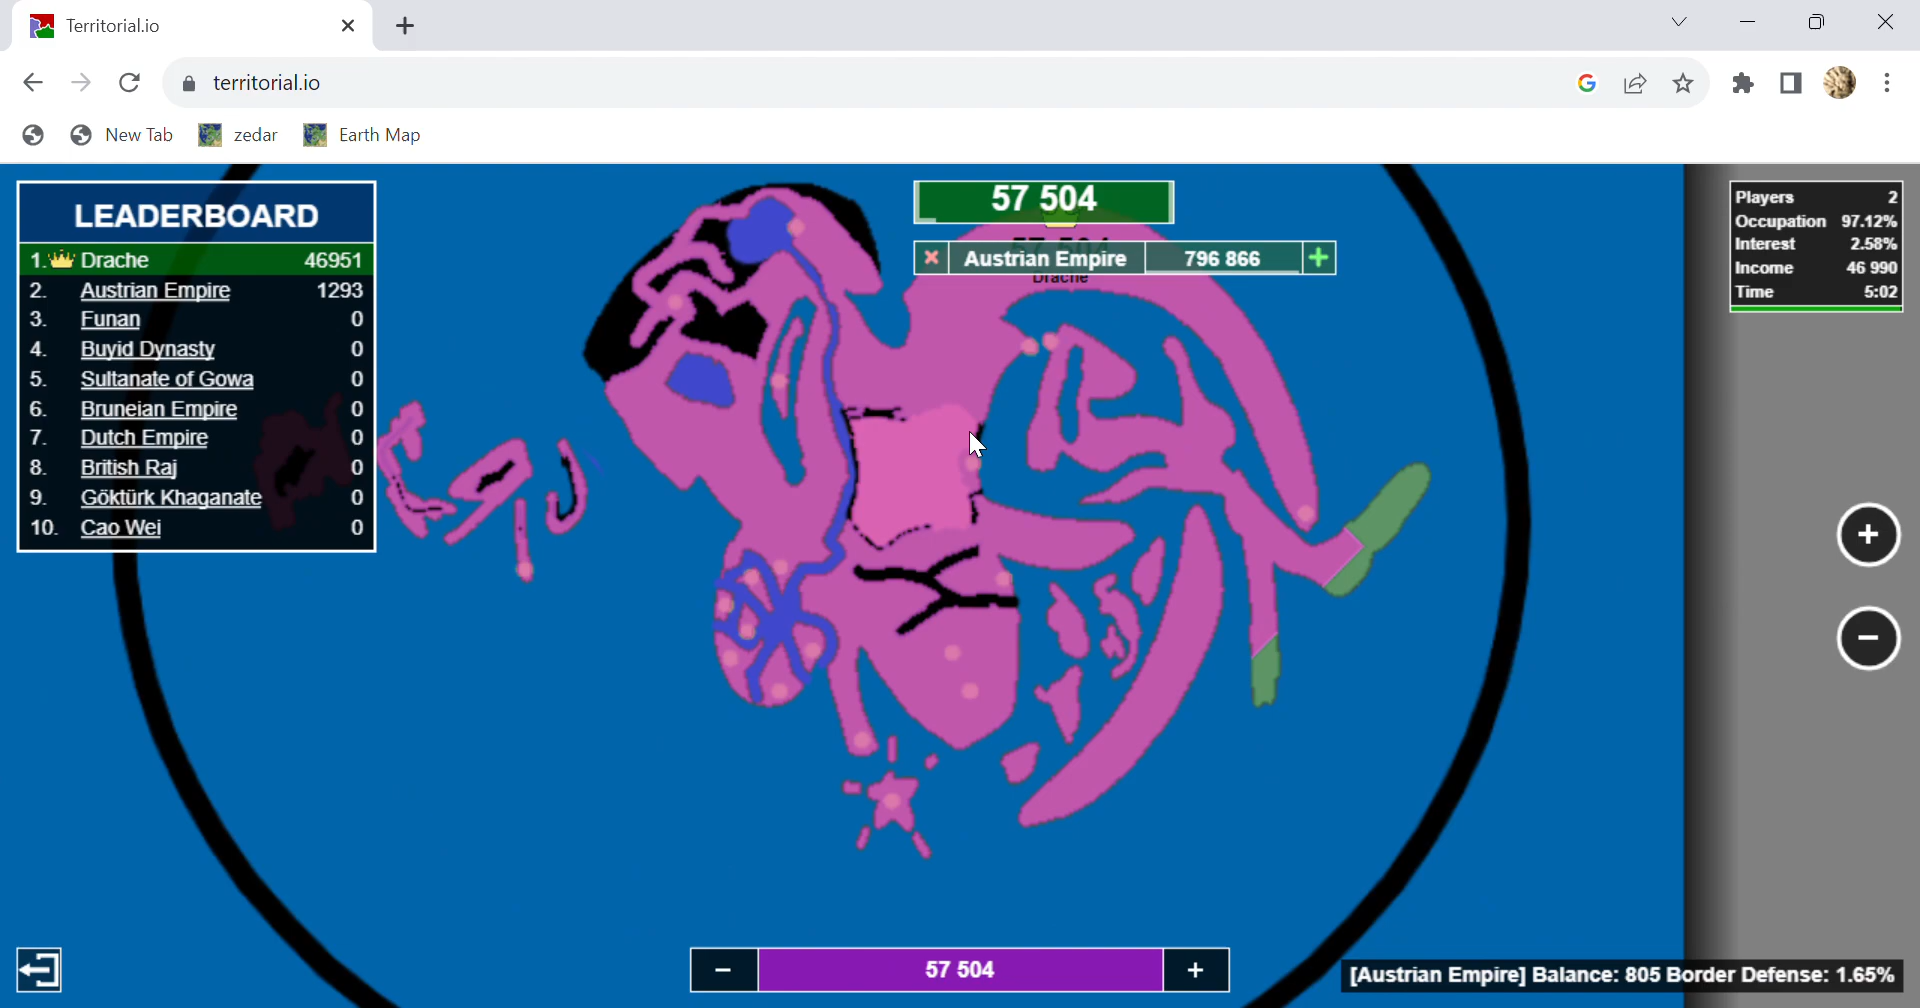 Territorial.io
territorial.io
New Tab zedar Earth Map
LEADERBOARD
1. Drache 46951
2. Austrian Empire 1293
3. Funan 0
4. Buyid Dynasty 0
5. Sultanate of Gowa 0
6. Bruneian Empire 0
7. Dutch Empire 0
8. British Raj 0
9. Göktürk Khaganate 0
10. Cao Wei 0
57 504
57 504
Austrian Empire 796 866
Drache
Players 2
Occupation 97.12%
Interest 2.58%
Income 46 990
Time 5:02
57 504
[Austrian Empire] Balance: 805 Border Defense: 1.65%